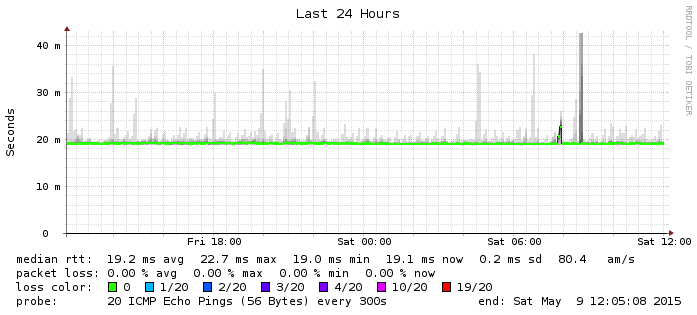 Last 24 Hours
RRDTOOL / TOBI OETIKER
Seconds
40 m
30 m
20 m
10 m
0
Fri 18:00 Sat 00:00 Sat 06:00 Sat 12:00
median rtt: 19.2 ms avg 22.7 ms max 19.0 ms min 19.1 ms now 0.2 ms sd 80.4 am/s
packet loss: 0.00 % avg 0.00 % max 0.00 % min 0.00 % now
loss color: 0 1/20 2/20 3/20 4/20 10/20 19/20
probe: 20 ICMP Echo Pings (56 Bytes) every 300s end: Sat May 9 12:05:08 2015